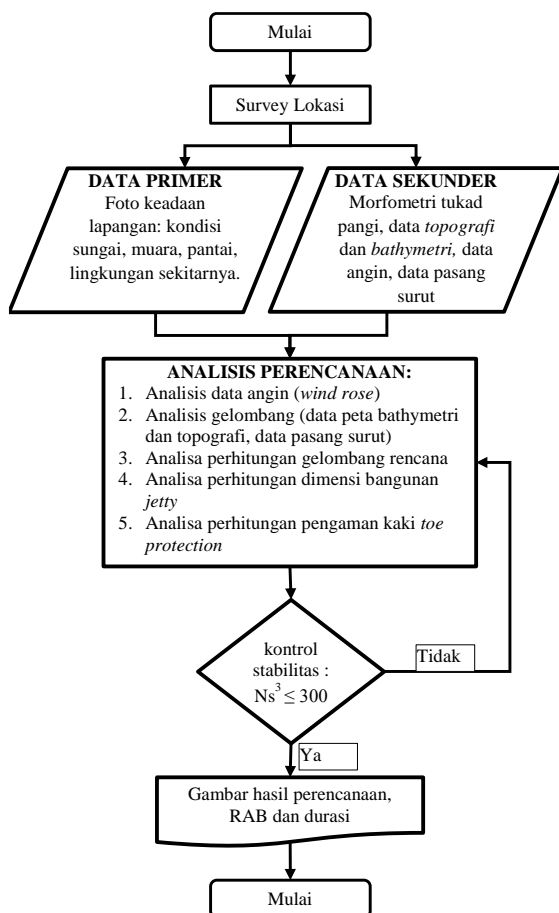 Mulai
Survey Lokasi
DATA PRIMER
Foto keadaan
lapangan: kondisi
sungai, muara, pantai,
lingkungan sekitarnya.
DATA SEKUNDER
Morfometri tukad
pangi, data topografi
dan bathymetri, data
angin, data pasang
surut
ANALISIS PERENCANAAN:
1. Analisis data angin (wind rose)
2. Analisis gelombang (data peta bathymetri
dan topografi, data pasang surut)
3. Analisa perhitungan gelombang rencana
4. Analisa perhitungan dimensi bangunan
jetty
5. Analisa perhitungan pengaman kaki toe
protection
kontrol
stabilitas :
Ns³ ≤ 300
Tidak
Ya
Gambar hasil perencanaan,
RAB dan durasi
Mulai